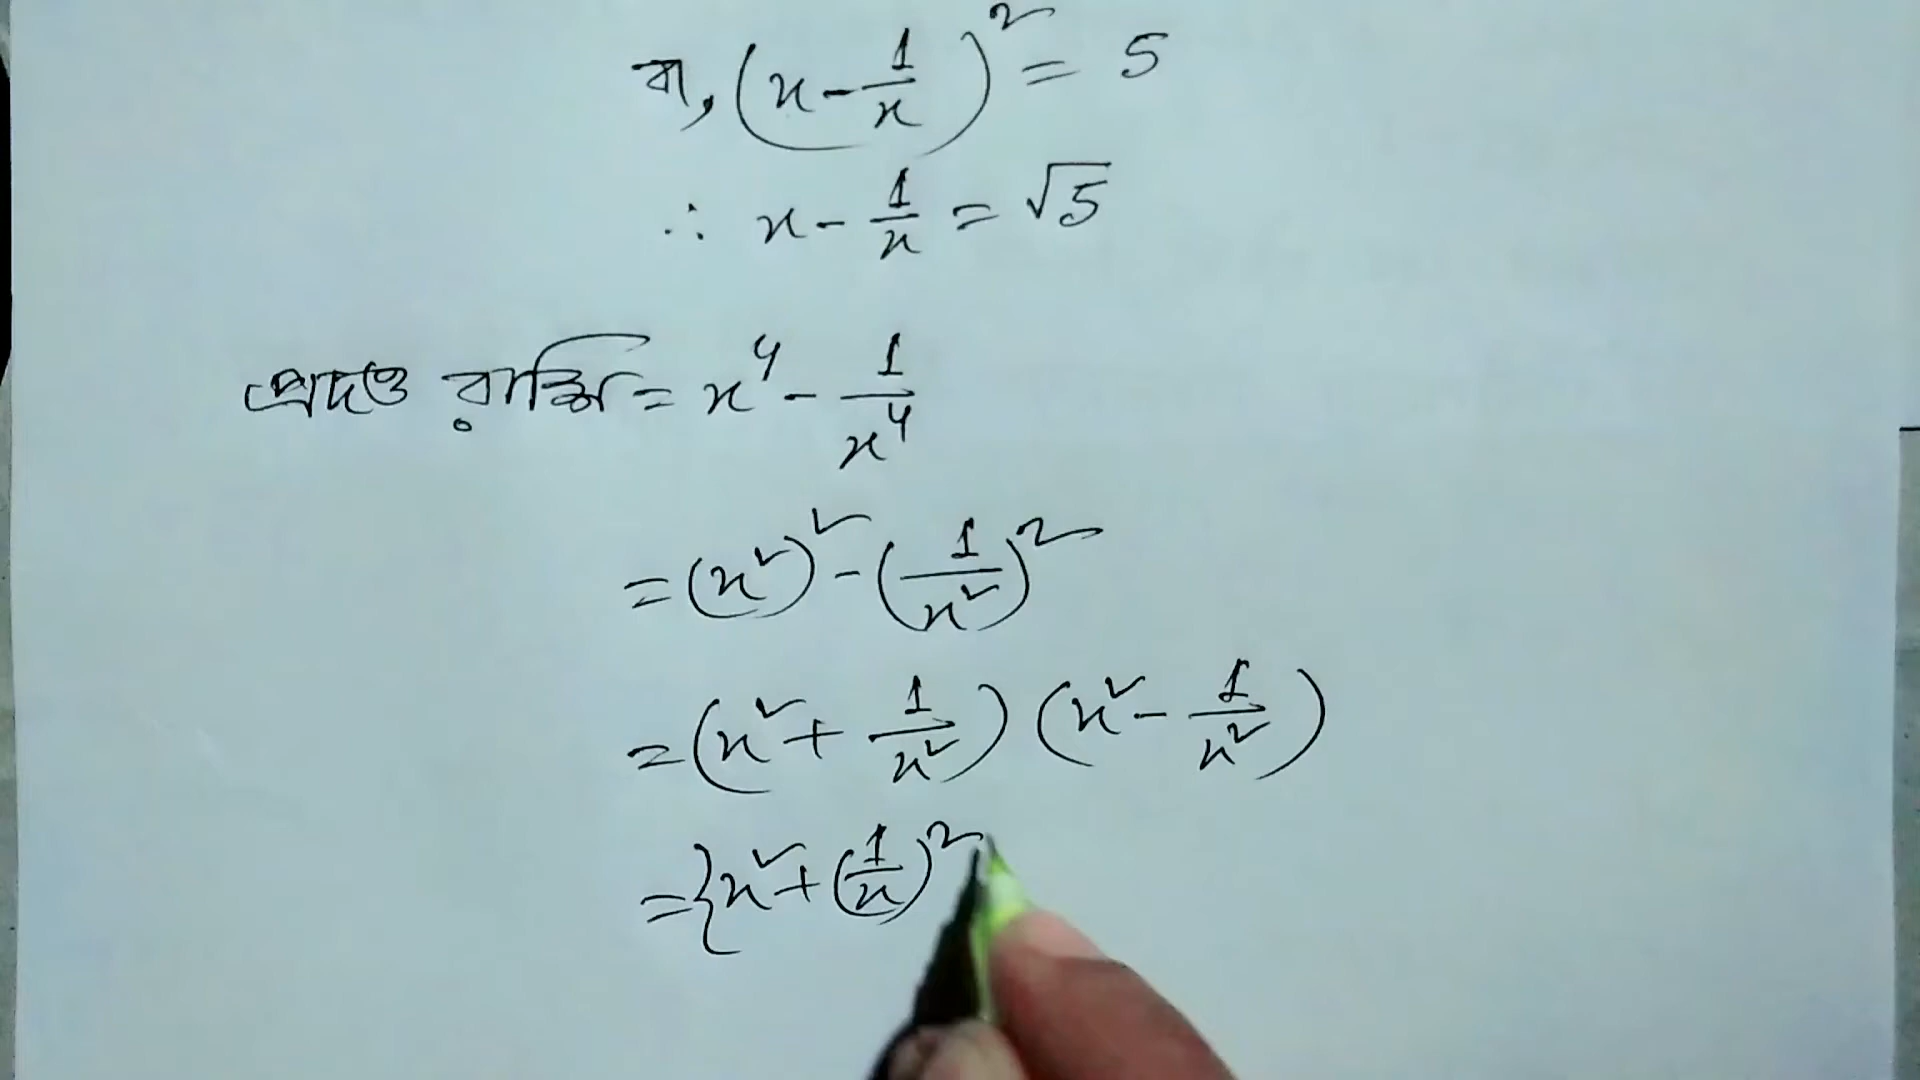 বা, (x - 1/x)² = 5
∴ x - 1/x = √5
প্রদত্ত রাশি = x⁴ - 1/x⁴
= (x²)² - (1/x²)²
= (x² + 1/x²) (x² - 1/x²)
= {x² + (1/x)²